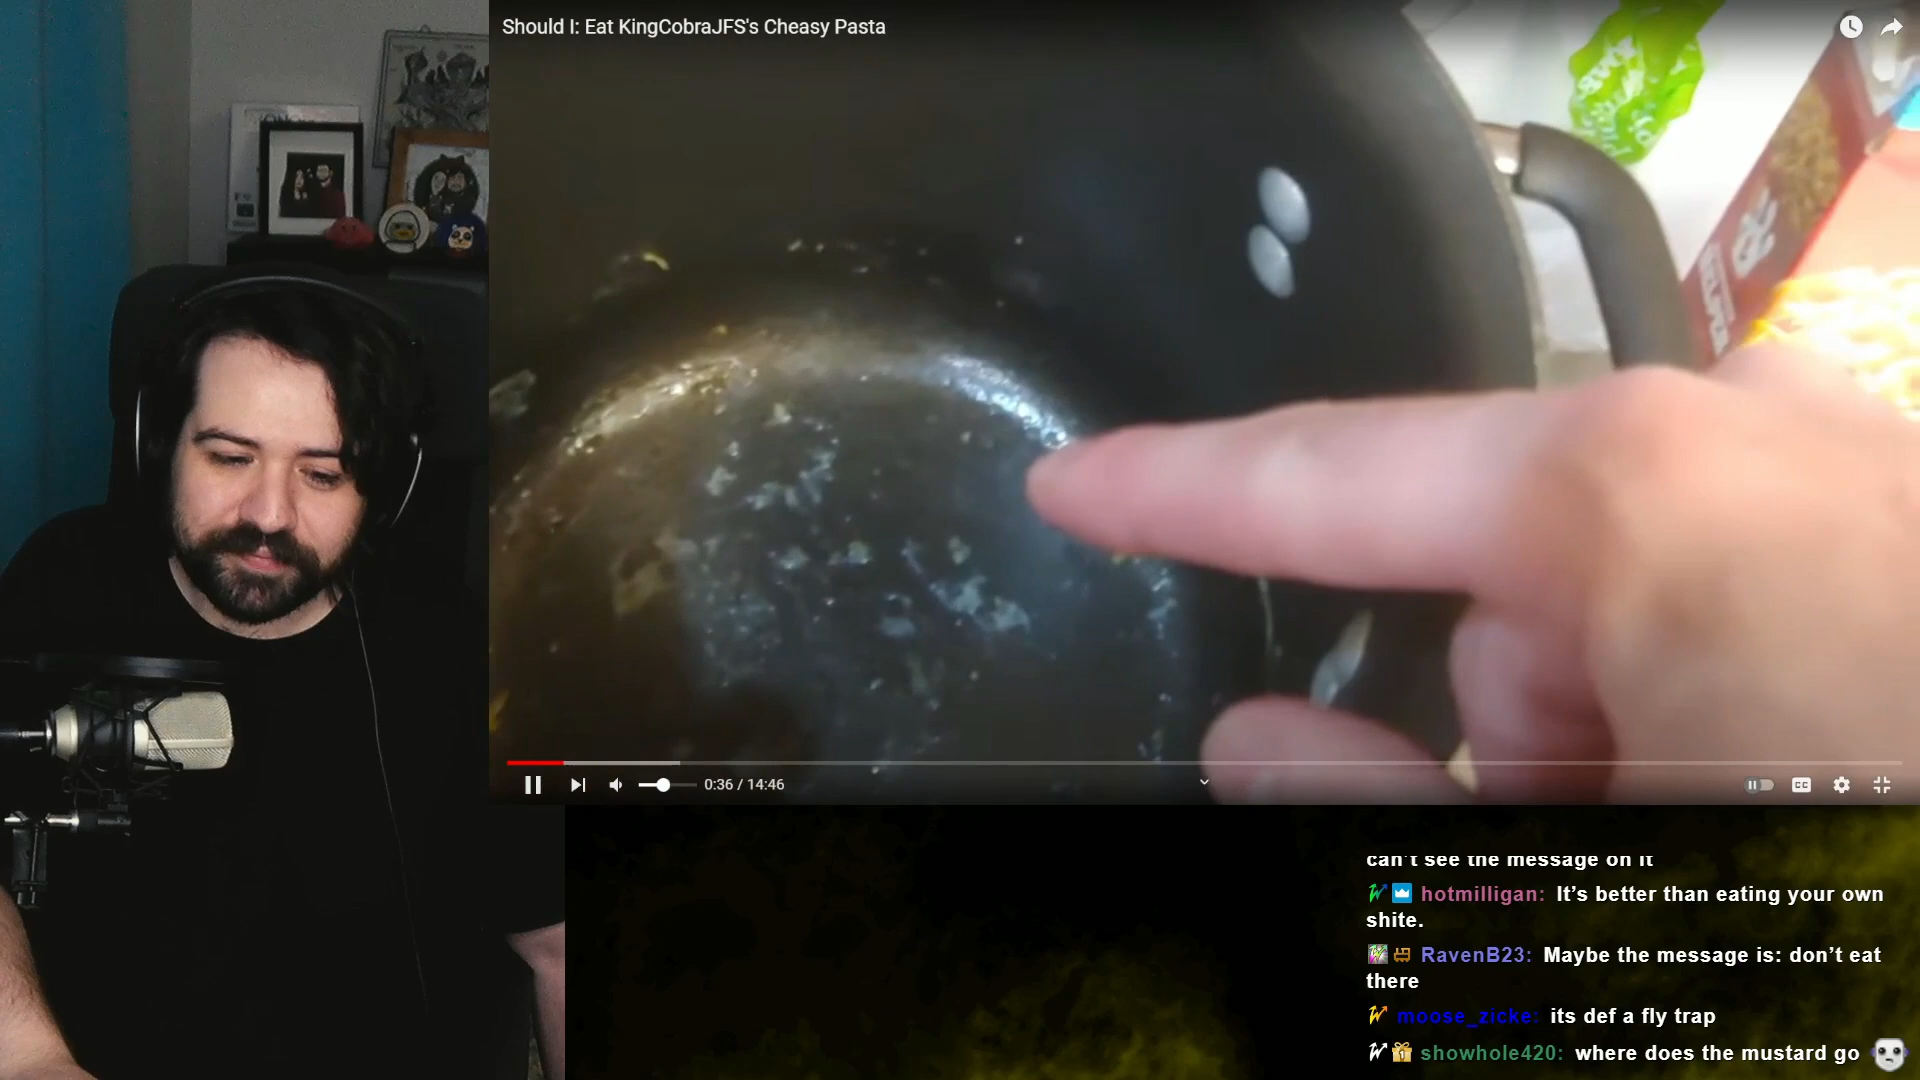 Should I: Eat KingCobraJFS's Cheasy Pasta
0:36 / 14:46
CC
can't see the message on it
hotmilligan: It's better than eating your own
shite.
RavenB23: Maybe the message is: don't eat
there
moose_zicke: its def a fly trap
showhole420: where does the mustard go